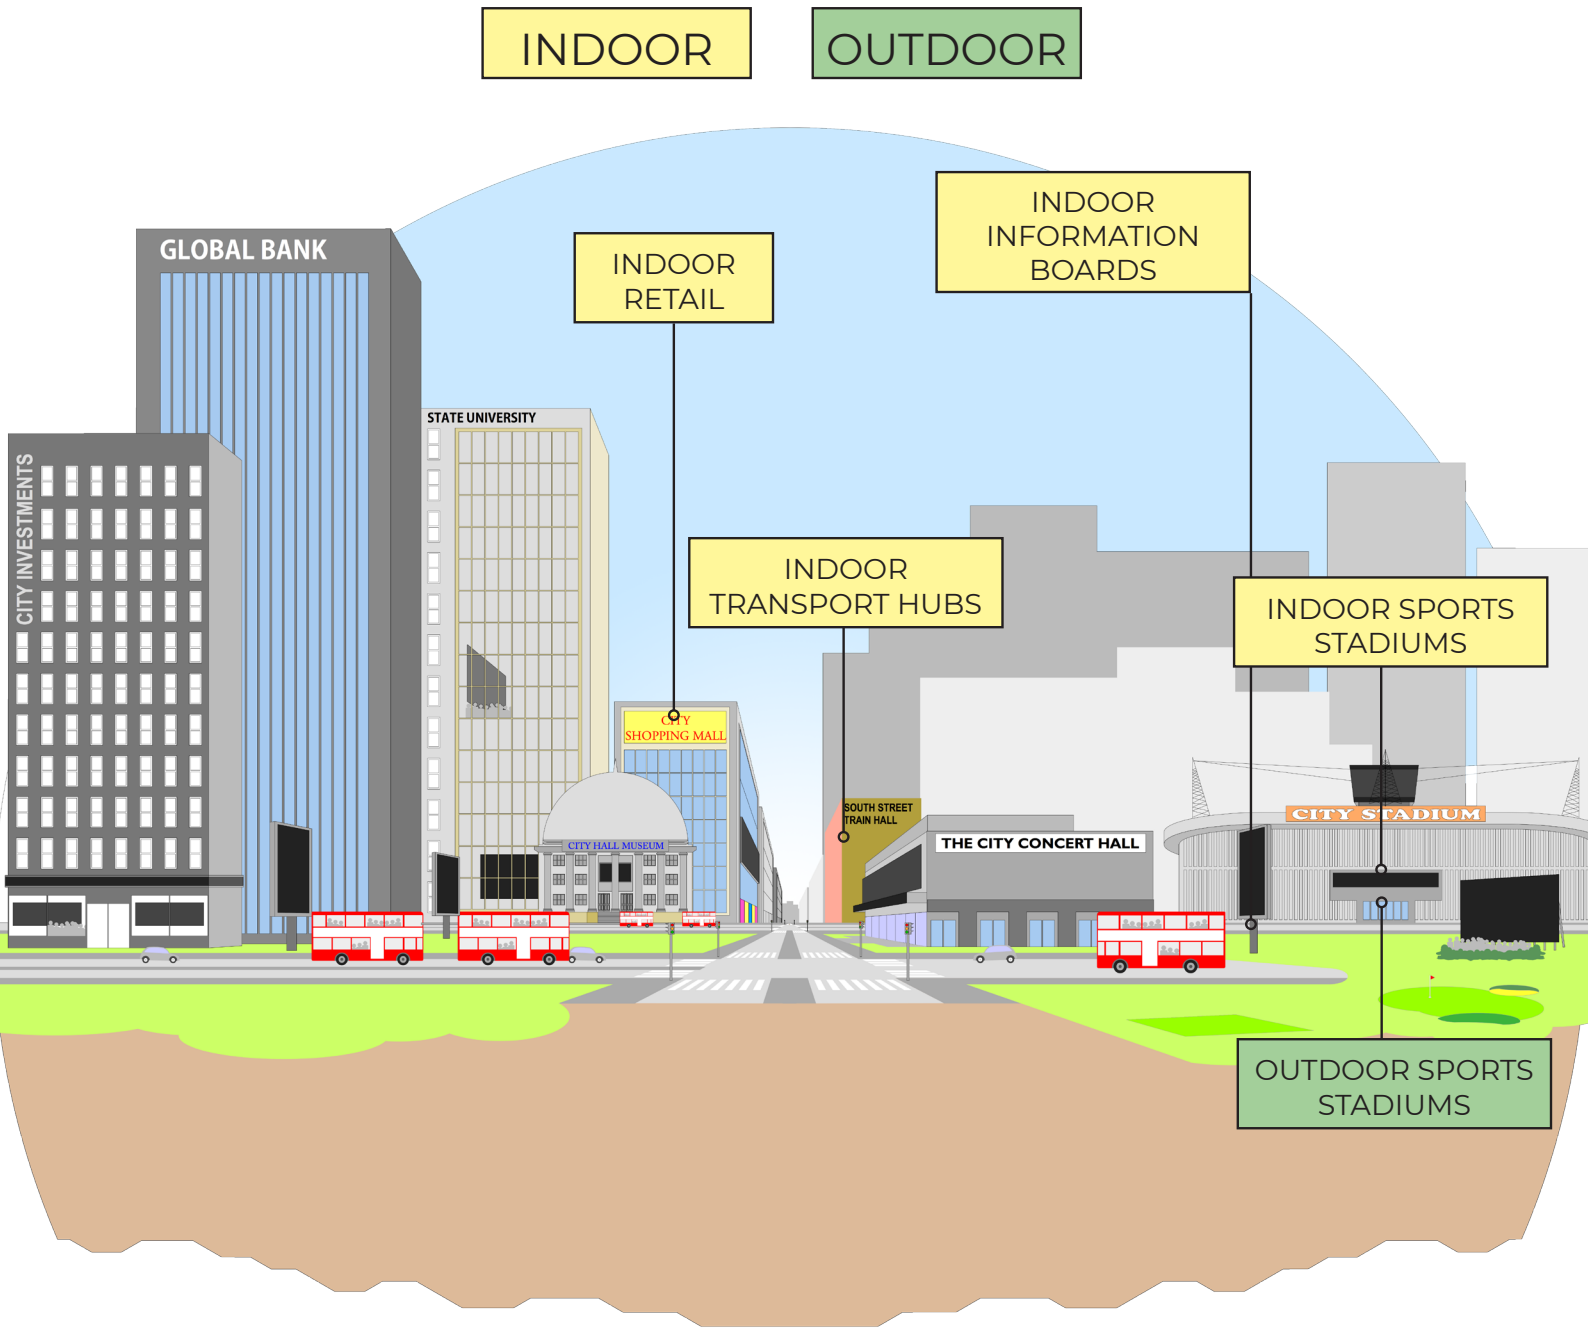 INDOOR
OUTDOOR
INDOOR
INFORMATION
BOARDS
GLOBAL BANK
INDOOR
RETAIL
STATE UNIVERSITY
CITY INVESTMENTS
INDOOR
TRANSPORT HUBS
INDOOR SPORTS
STADIUMS
CITY
SHOPPING MALL
SOUTH STREET
TRAIN HALL
CITY STADIUM
THE CITY CONCERT HALL
CITY HALL MUSEUM
OUTDOOR SPORTS
STADIUMS